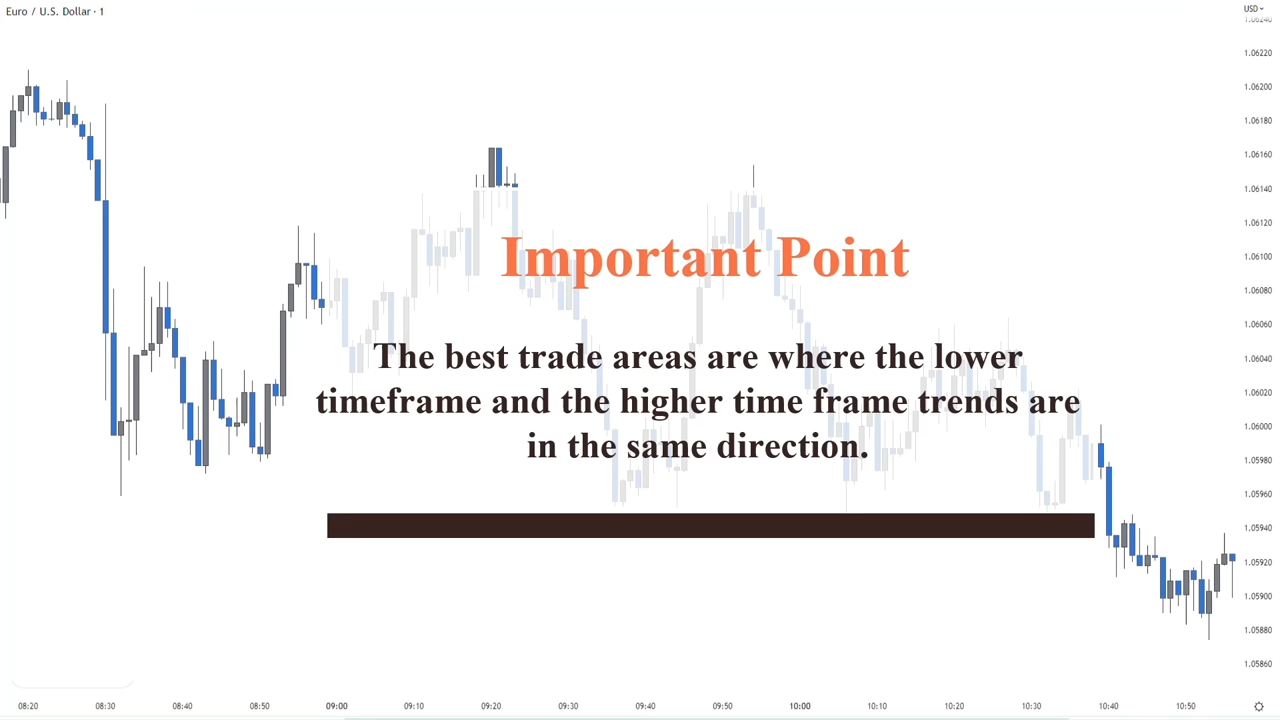 Euro / U.S. Dollar · 1
USD
1.06240
1.06220
1.06200
1.06180
1.06160
1.06140
1.06120
1.06100
1.06080
1.06060
1.06040
1.06020
1.06000
1.05980
1.05960
1.05940
1.05920
1.05900
1.05880
1.05860
Important Point
The best trade areas are where the lower
timeframe and the higher time frame trends are
in the same direction.
08:20 08:30 08:40 08:50 09:00 09:10 09:20 09:30 09:40 09:50 10:00 10:10 10:20 10:30 10:40 10:50